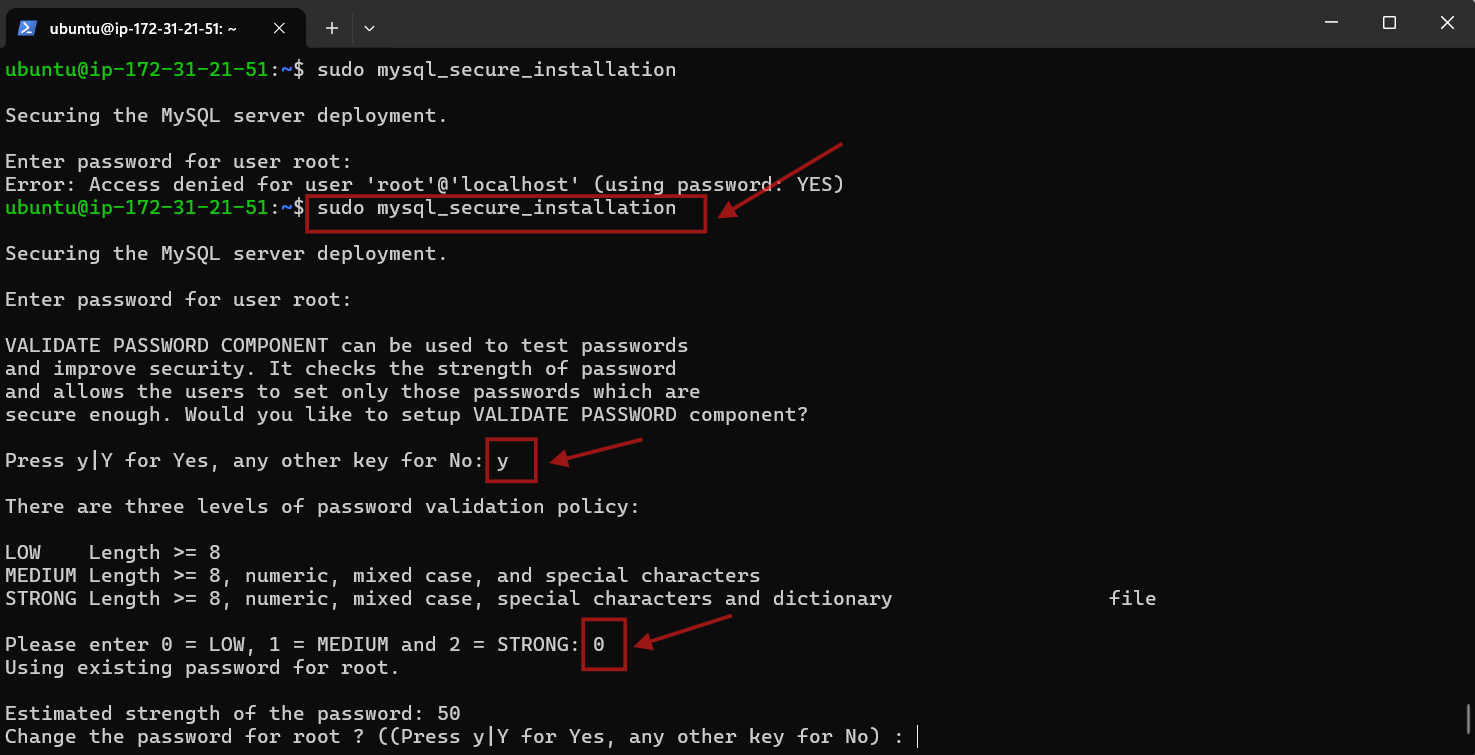 ubuntu@ip-172-31-21-51: ~
ubuntu@ip-172-31-21-51:~$ sudo mysql_secure_installation
Securing the MySQL server deployment.
Enter password for user root:
Error: Access denied for user 'root'@'localhost' (using password: YES)
ubuntu@ip-172-31-21-51:~$ sudo mysql_secure_installation
Securing the MySQL server deployment.
Enter password for user root:
VALIDATE PASSWORD COMPONENT can be used to test passwords
and improve security. It checks the strength of password
and allows the users to set only those passwords which are
secure enough. Would you like to setup VALIDATE PASSWORD component?
Press y|Y for Yes, any other key for No: y
There are three levels of password validation policy:
LOW    Length >= 8
MEDIUM Length >= 8, numeric, mixed case, and special characters
STRONG Length >= 8, numeric, mixed case, special characters and dictionary                  file
Please enter 0 = LOW, 1 = MEDIUM and 2 = STRONG: 0
Using existing password for root.
Estimated strength of the password: 50
Change the password for root ? ((Press y|Y for Yes, any other key for No) :